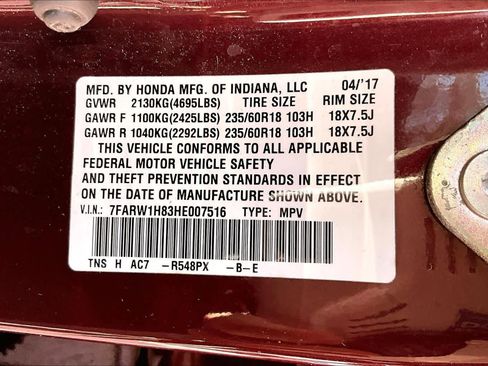 MFD. BY HONDA MFG. OF INDIANA, LLC 04/'17
GVWR 2130KG(4695LBS) TIRE SIZE RIM SIZE
GAWR F 1100KG(2425LBS) 235/60R18 103H 18X7.5J
GAWR R 1040KG(2292LBS) 235/60R18 103H 18X7.5J
THIS VEHICLE CONFORMS TO ALL APPLICABLE
FEDERAL MOTOR VEHICLE SAFETY
AND THEFT PREVENTION STANDARDS IN EFFECT
ON THE DATE OF MANUFACTURE SHOWN ABOVE.
V.I.N.: 7FARW1H83HE007516 TYPE: MPV
TNS H AC7 -R548PX -B-E